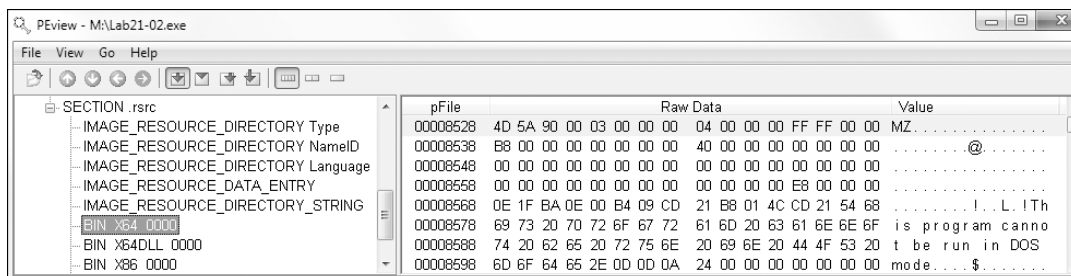 PEview - M:\Lab21-02.exe
File View Go Help
SECTION .rsrc
IMAGE_RESOURCE_DIRECTORY Type
IMAGE_RESOURCE_DIRECTORY NameID
IMAGE_RESOURCE_DIRECTORY Language
IMAGE_RESOURCE_DATA_ENTRY
IMAGE_RESOURCE_DIRECTORY_STRING
BIN X64 0000
BIN X64DLL 0000
BIN X86 0000
pFile Raw Data Value
00008528 4D 5A 90 00 03 00 00 00 04 00 00 00 FF FF 00 00 MZ..............
00008538 B8 00 00 00 00 00 00 00 40 00 00 00 00 00 00 00 ........@.......
00008548 00 00 00 00 00 00 00 00 00 00 00 00 00 00 00 00 ................
00008558 00 00 00 00 00 00 00 00 00 00 00 00 E8 00 00 00 ................
00008568 0E 1F BA 0E 00 B4 09 CD 21 B8 01 4C CD 21 54 68 ........!..L.!Th
00008578 69 73 20 70 72 6F 67 72 61 6D 20 63 61 6E 6E 6F is program canno
00008588 74 20 62 65 20 72 75 6E 20 69 6E 20 44 4F 53 20 t be run in DOS
00008598 6D 6F 64 65 2E 0D 0D 0A 24 00 00 00 00 00 00 00 mode....$.......